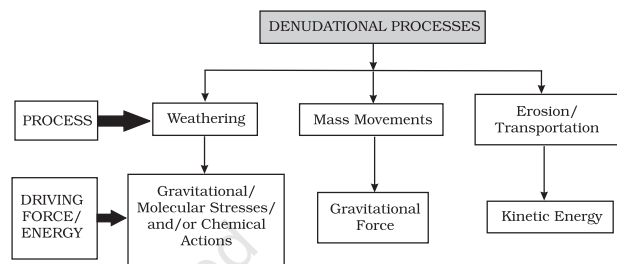 DENUDATIONAL PROCESSES
PROCESS
Weathering
Mass Movements
Erosion/
Transportation
DRIVING
FORCE/
ENERGY
Gravitational/
Molecular Stresses/
and/or Chemical
Actions
Gravitational
Force
Kinetic Energy